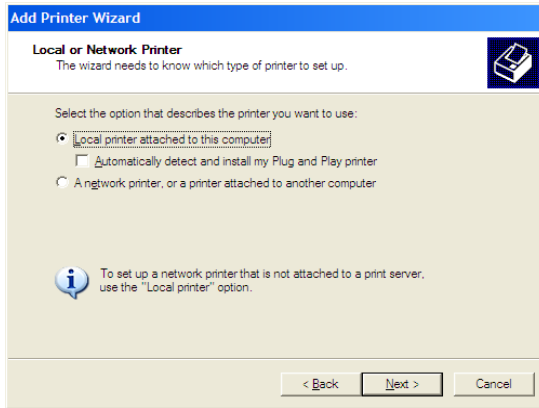 Add Printer Wizard
Local or Network Printer
The wizard needs to know which type of printer to set up.
Select the option that describes the printer you want to use:
Local printer attached to this computer
Automatically detect and install my Plug and Play printer
A network printer, or a printer attached to another computer
To set up a network printer that is not attached to a print server,
use the "Local printer" option.
< Back Next > Cancel